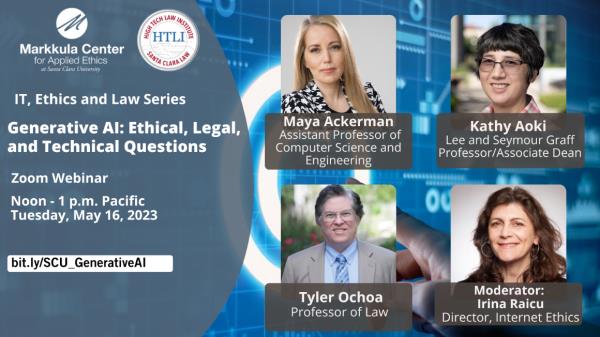 Markkula Center
for Applied Ethics
at Santa Clara University
HIGH TECH LAW INSTITUTE
HTLI
SANTA CLARA LAW
IT, Ethics and Law Series
Generative AI: Ethical, Legal,
and Technical Questions
Zoom Webinar
Noon - 1 p.m. Pacific
Tuesday, May 16, 2023
bit.ly/SCU_GenerativeAI
Maya Ackerman
Assistant Professor of
Computer Science and
Engineering
Kathy Aoki
Lee and Seymour Graff
Professor/Associate Dean
Tyler Ochoa
Professor of Law
Moderator:
Irina Raicu
Director, Internet Ethics